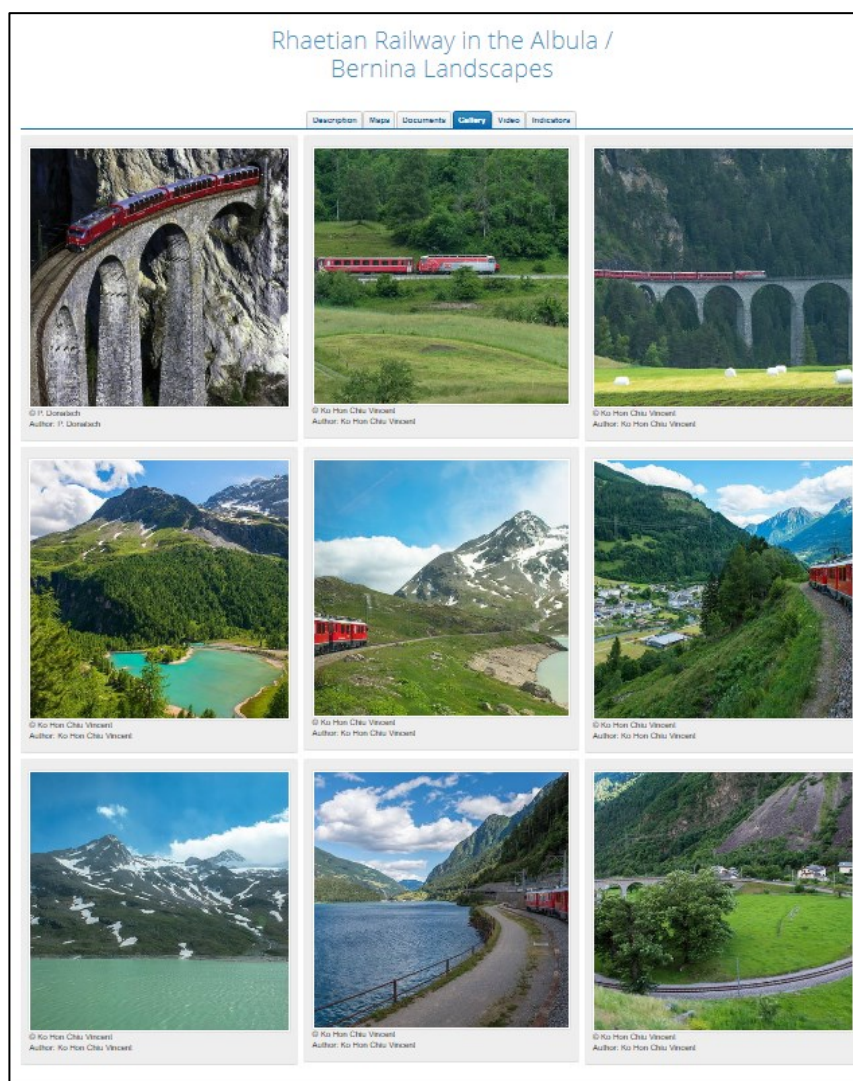 Rhaetian Railway in the Albula /
Bernina Landscapes
Description Maps Documents Gallery Video Indicators
© P. Donatsch
Author: P. Donatsch
© Ko Hon Chiu Vincent
Author: Ko Hon Chiu Vincent
© Ko Hon Chiu Vincent
Author: Ko Hon Chiu Vincent
© Ko Hon Chiu Vincent
Author: Ko Hon Chiu Vincent
© Ko Hon Chiu Vincent
Author: Ko Hon Chiu Vincent
© Ko Hon Chiu Vincent
Author: Ko Hon Chiu Vincent
© Ko Hon Chiu Vincent
Author: Ko Hon Chiu Vincent
© Ko Hon Chiu Vincent
Author: Ko Hon Chiu Vincent
© Ko Hon Chiu Vincent
Author: Ko Hon Chiu Vincent